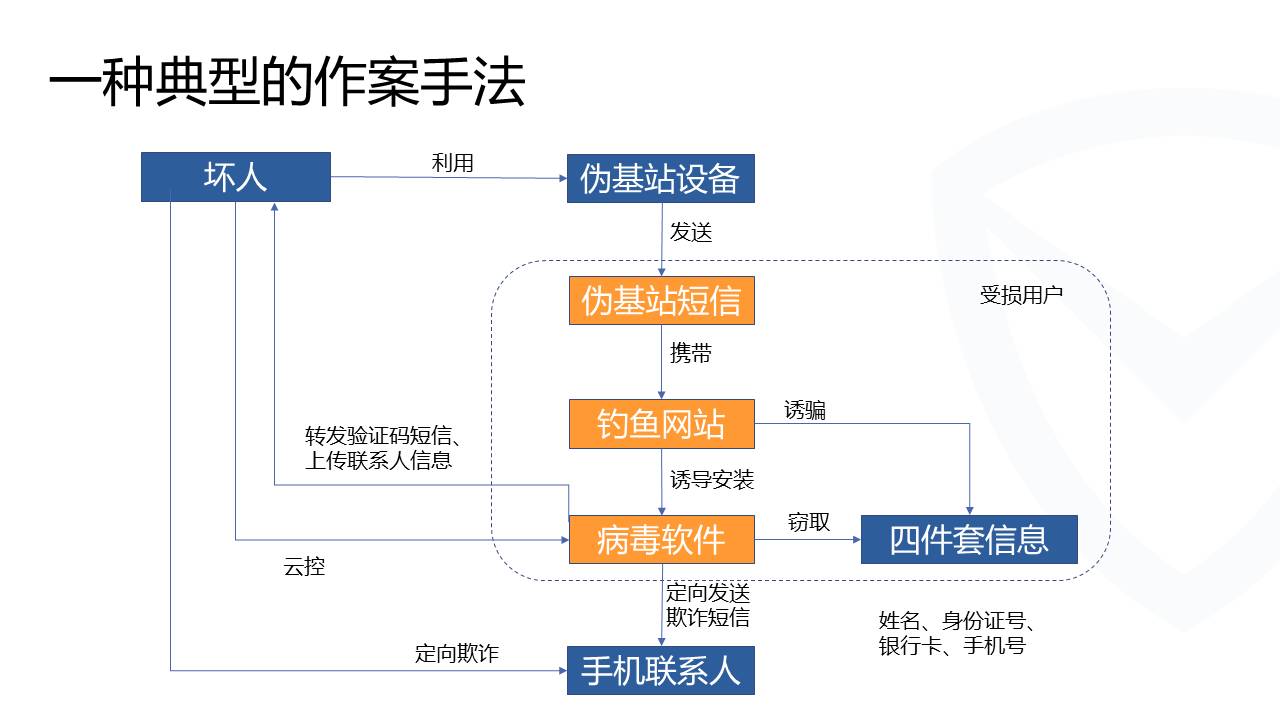 一种典型的作案手法
坏人
利用
伪基站设备
发送
伪基站短信
受损用户
携带
钓鱼网站
诱骗
转发验证码短信、
上传联系人信息
诱导安装
病毒软件
窃取
四件套信息
云控
定向发送
欺诈短信
姓名、身份证号、
银行卡、手机号
定向欺诈
手机联系人